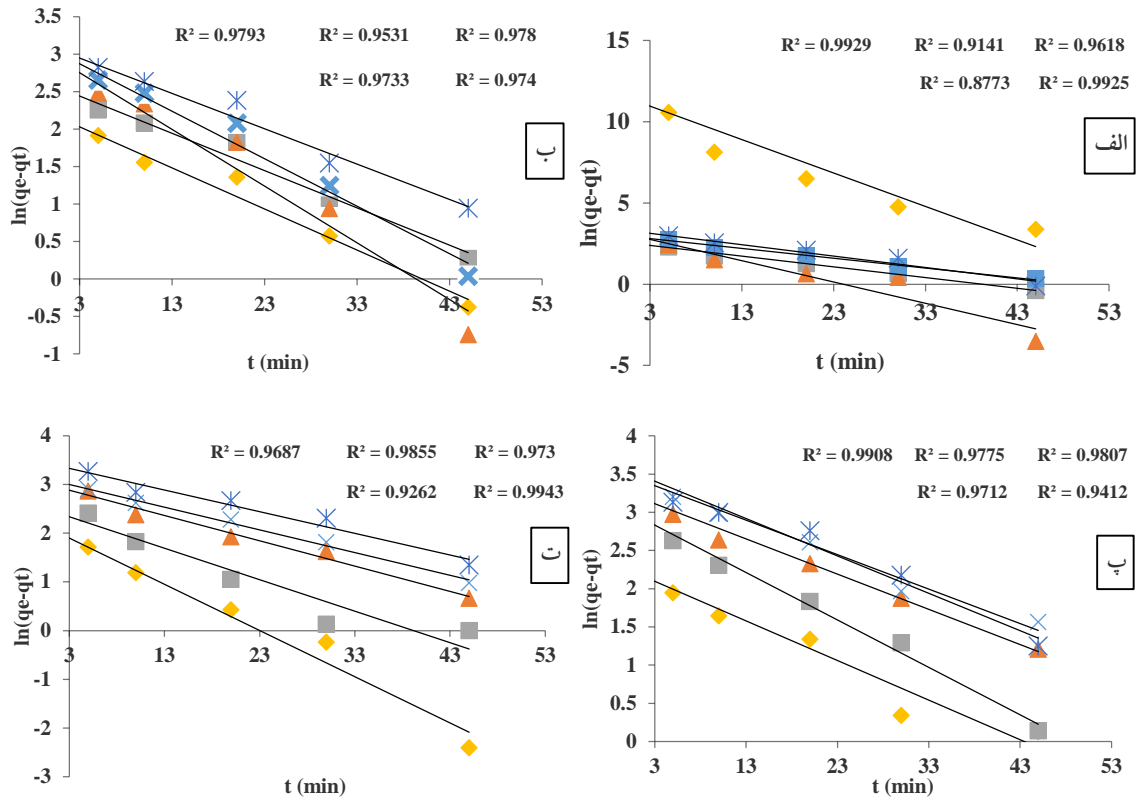 R² = 0.9929 R² = 0.9141 R² = 0.9618
R² = 0.8773 R² = 0.9925
15
10
5
0
-5
3 13 23 33 43 53
ln(qe-qt)
t (min)
الف
R² = 0.9793 R² = 0.9531 R² = 0.978
R² = 0.9733 R² = 0.974
3.5
3
2.5
2
1.5
1
0.5
0
-0.5
-1
3 13 23 33 43 53
ln(qe-qt)
t (min)
ب
R² = 0.9908 R² = 0.9775 R² = 0.9807
R² = 0.9712 R² = 0.9412
4
3.5
3
2.5
2
1.5
1
0.5
0
3 13 23 33 43 53
ln(qe-qt)
t (min)
پ
R² = 0.9687 R² = 0.9855 R² = 0.973
R² = 0.9262 R² = 0.9943
4
3
2
1
0
-1
-2
-3
3 13 23 33 43 53
ln(qe-qt)
t (min)
ت